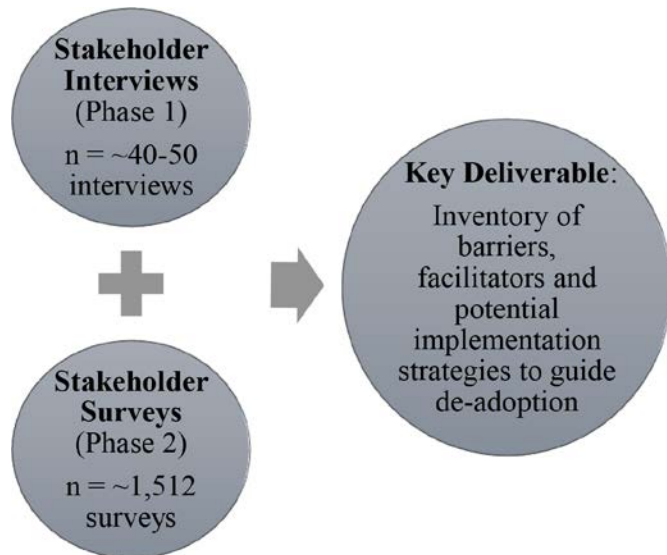 Stakeholder
Interviews
(Phase 1)
n = ~40-50
interviews
Stakeholder
Surveys
(Phase 2)
n = ~1,512
surveys
Key Deliverable:
Inventory of
barriers,
facilitators and
potential
implementation
strategies to guide
de-adoption